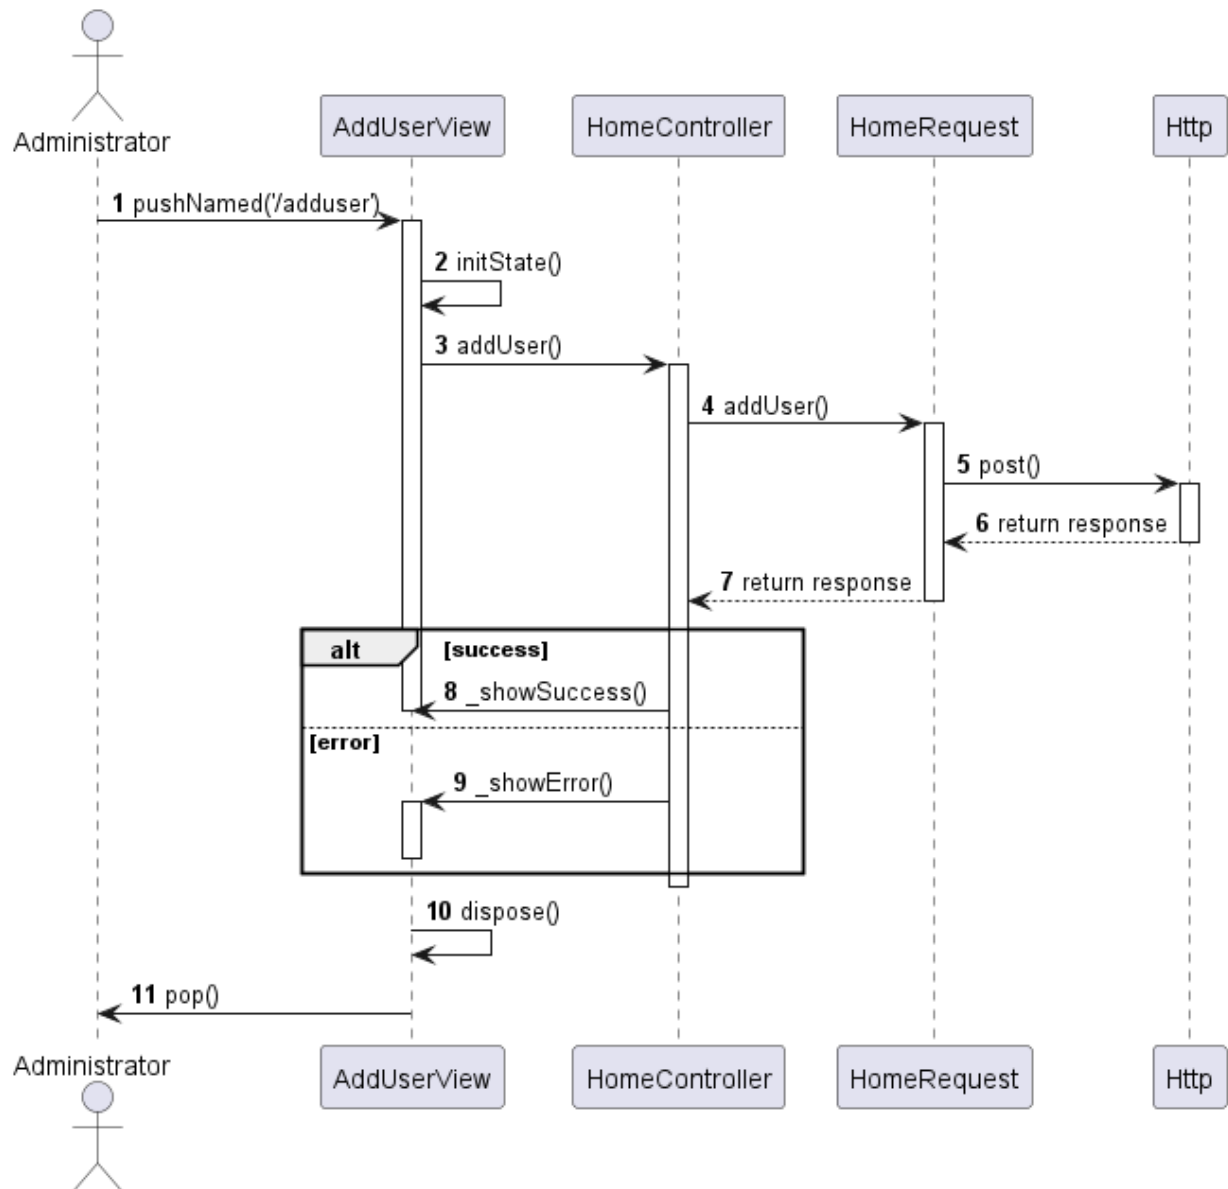 Administrator
AddUserView
HomeController
HomeRequest
Http
1 pushNamed('/adduser')
2 initState()
3 addUser()
4 addUser()
5 post()
6 return response
7 return response
alt [success]
8 _showSuccess()
[error]
9 _showError()
10 dispose()
11 pop()
Administrator
AddUserView
HomeController
HomeRequest
Http